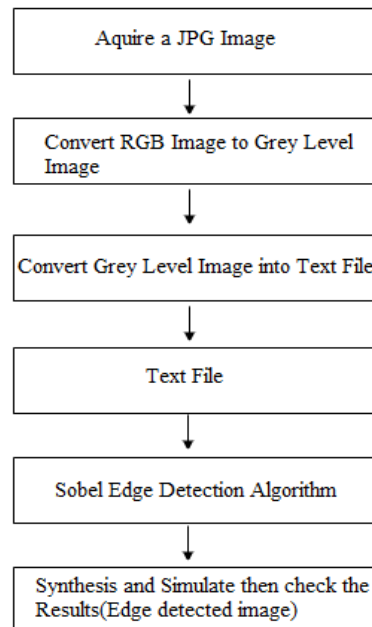 Aquire a JPG Image
Convert RGB Image to Grey Level
Image
Convert Grey Level Image into Text File
Text File
Sobel Edge Detection Algorithm
Synthesis and Simulate then check the
Results(Edge detected image)